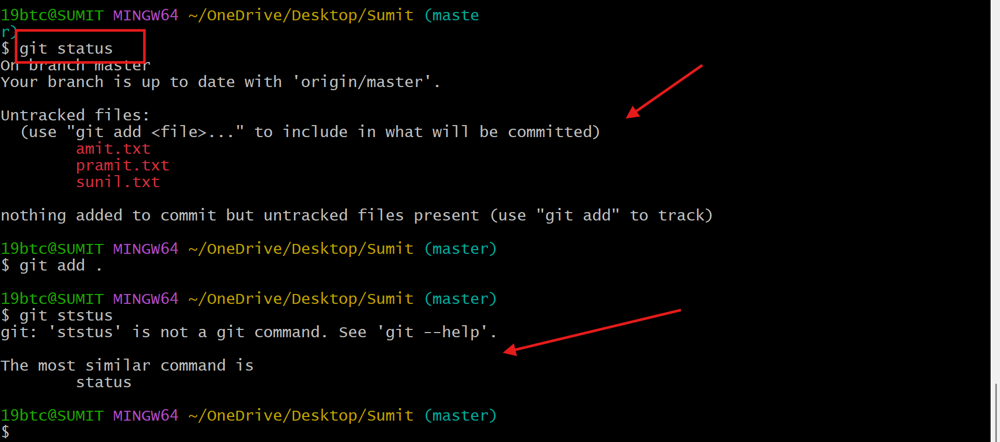 19btc@SUMIT MINGW64 ~/OneDrive/Desktop/Sumit (maste
r)
$ git status
On branch master
Your branch is up to date with 'origin/master'.
Untracked files:
  (use "git add <file>..." to include in what will be committed)
        amit.txt
        pramit.txt
        sunil.txt
nothing added to commit but untracked files present (use "git add" to track)
19btc@SUMIT MINGW64 ~/OneDrive/Desktop/Sumit (master)
$ git add .
19btc@SUMIT MINGW64 ~/OneDrive/Desktop/Sumit (master)
$ git ststus
git: 'ststus' is not a git command. See 'git --help'.
The most similar command is
        status
19btc@SUMIT MINGW64 ~/OneDrive/Desktop/Sumit (master)
$